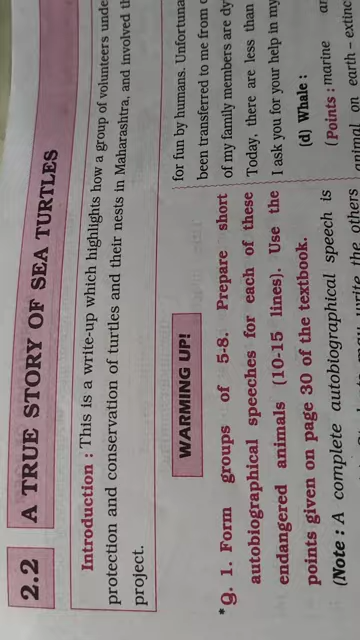 2.2 A TRUE STORY OF SEA TURTLES
Introduction : This is a write-up which highlights how a group of volunteers
protection and conservation of turtles and their nests in Maharashtra, and involved
project.
WARMING UP!
*Q. 1. Form groups of 5-8. Prepare short
autobiographical speeches for each of these
endangered animals (10-15 lines). Use the
points given on page 30 of the textbook.
(Note : A complete autobiographical speech is
for fun by humans.
been transferred to me from
of my family members are
Today, there are less than
I ask you for your help in my
(d) Whale :
(Points : marine
animal on earth –